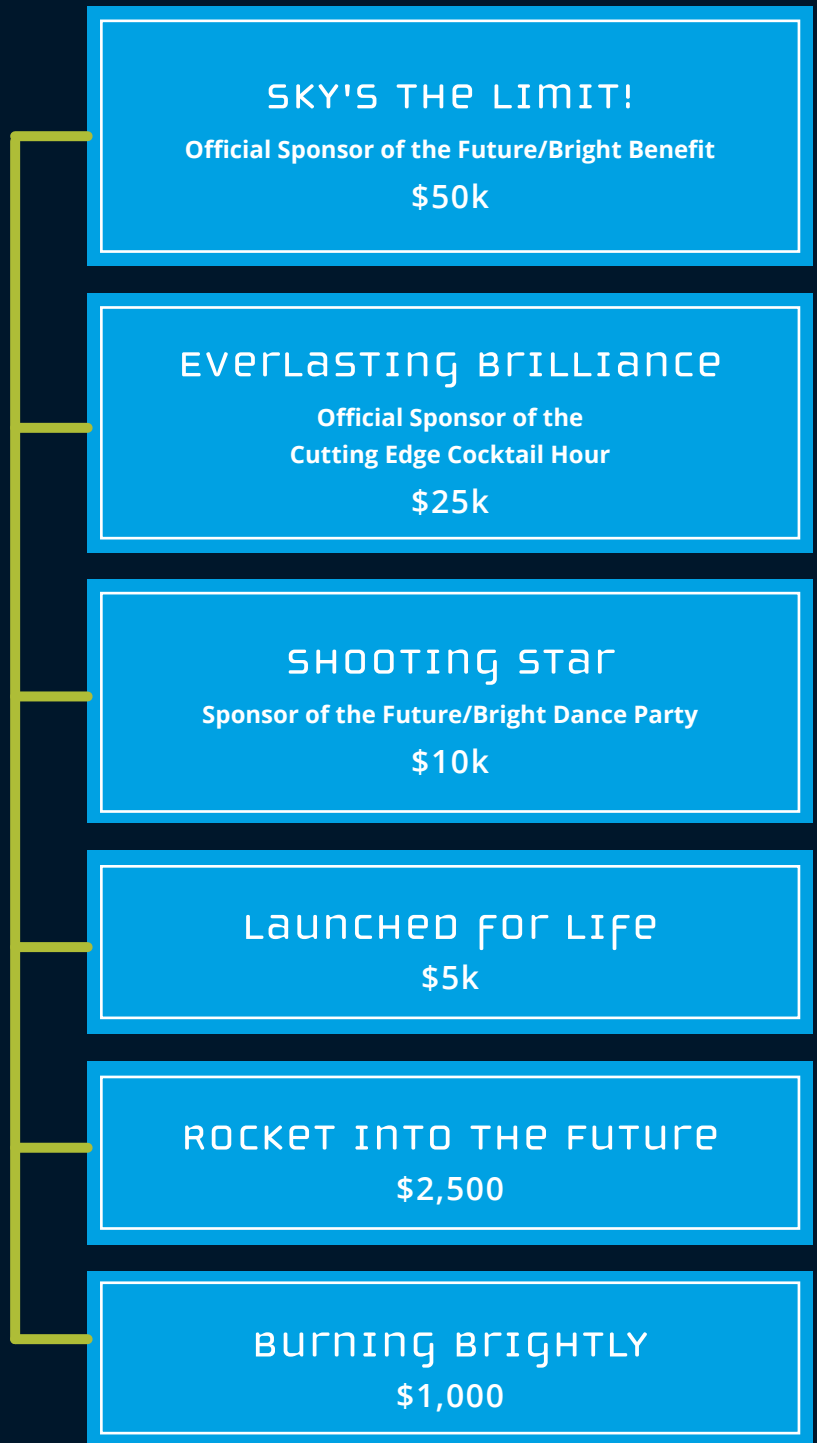 SKY'S THE LIMIT!
Official Sponsor of the Future/Bright Benefit
$50k
EVERLASTING BRILLIANCE
Official Sponsor of the
Cutting Edge Cocktail Hour
$25k
SHOOTING STAR
Sponsor of the Future/Bright Dance Party
$10k
LAUNCHED FOR LIFE
$5k
ROCKET INTO THE FUTURE
$2,500
BURNING BRIGHTLY
$1,000